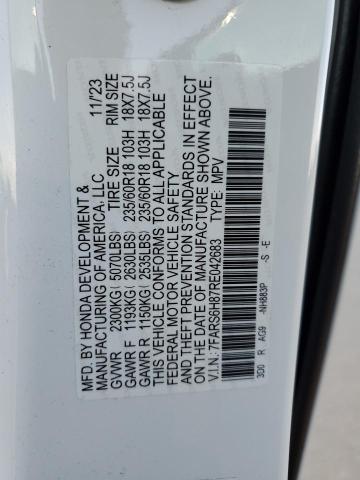 MFD. BY HONDA DEVELOPMENT & 11/'23
MANUFACTURING OF AMERICA, LLC
TIRE SIZE RIM SIZE
GVWR 2300KG (5070LBS)
GAWR F 1193KG (2630LBS) 235/60R18 103H 18X7.5J
GAWR R 1150KG (2535LBS) 235/60R18 103H 18X7.5J
THIS VEHICLE CONFORMS TO ALL APPLICABLE
FEDERAL MOTOR VEHICLE SAFETY
AND THEFT PREVENTION STANDARDS IN EFFECT
ON THE DATE OF MANUFACTURE SHOWN ABOVE.
V.I.N.: 7FARS6H87RE042683 TYPE: MPV
3D0 R AG9 -NH883P -S -E